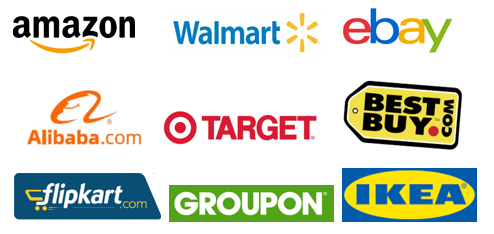 amazon
Walmart
ebay
Alibaba.com
TARGET
BEST
BUY.COM
flipkart.com
GROUPON
IKEA